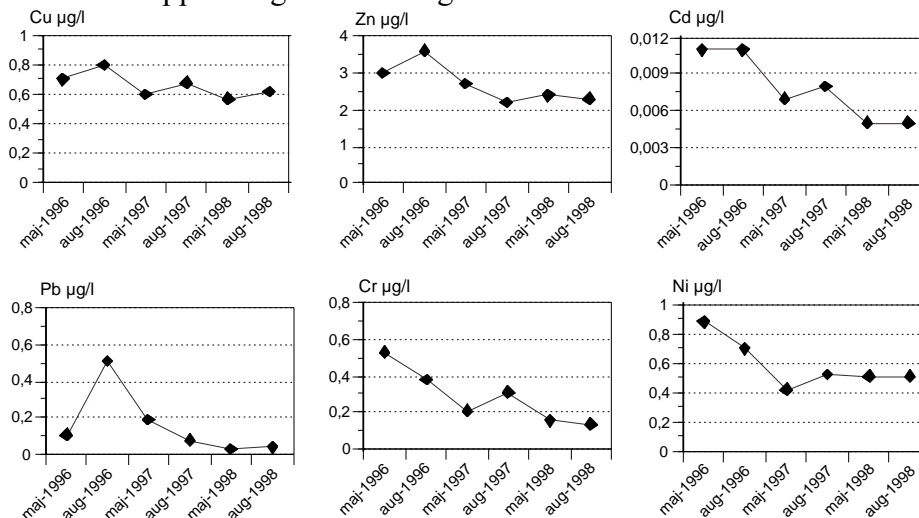 Cu µg/l
1
0,8
0,6
0,4
0,2
0
maj-1996
aug-1996
maj-1997
aug-1997
maj-1998
aug-1998
Zn µg/l
4
3
2
1
0
maj-1996
aug-1996
maj-1997
aug-1997
maj-1998
aug-1998
Cd µg/l
0,012
0,009
0,006
0,003
0
maj-1996
aug-1996
maj-1997
aug-1997
maj-1998
aug-1998
Pb µg/l
0,8
0,6
0,4
0,2
0
maj-1996
aug-1996
maj-1997
aug-1997
maj-1998
aug-1998
Cr µg/l
0,8
0,6
0,4
0,2
0
maj-1996
aug-1996
maj-1997
aug-1997
maj-1998
aug-1998
Ni µg/l
1
0,8
0,6
0,4
0,2
0
maj-1996
aug-1996
maj-1997
aug-1997
maj-1998
aug-1998